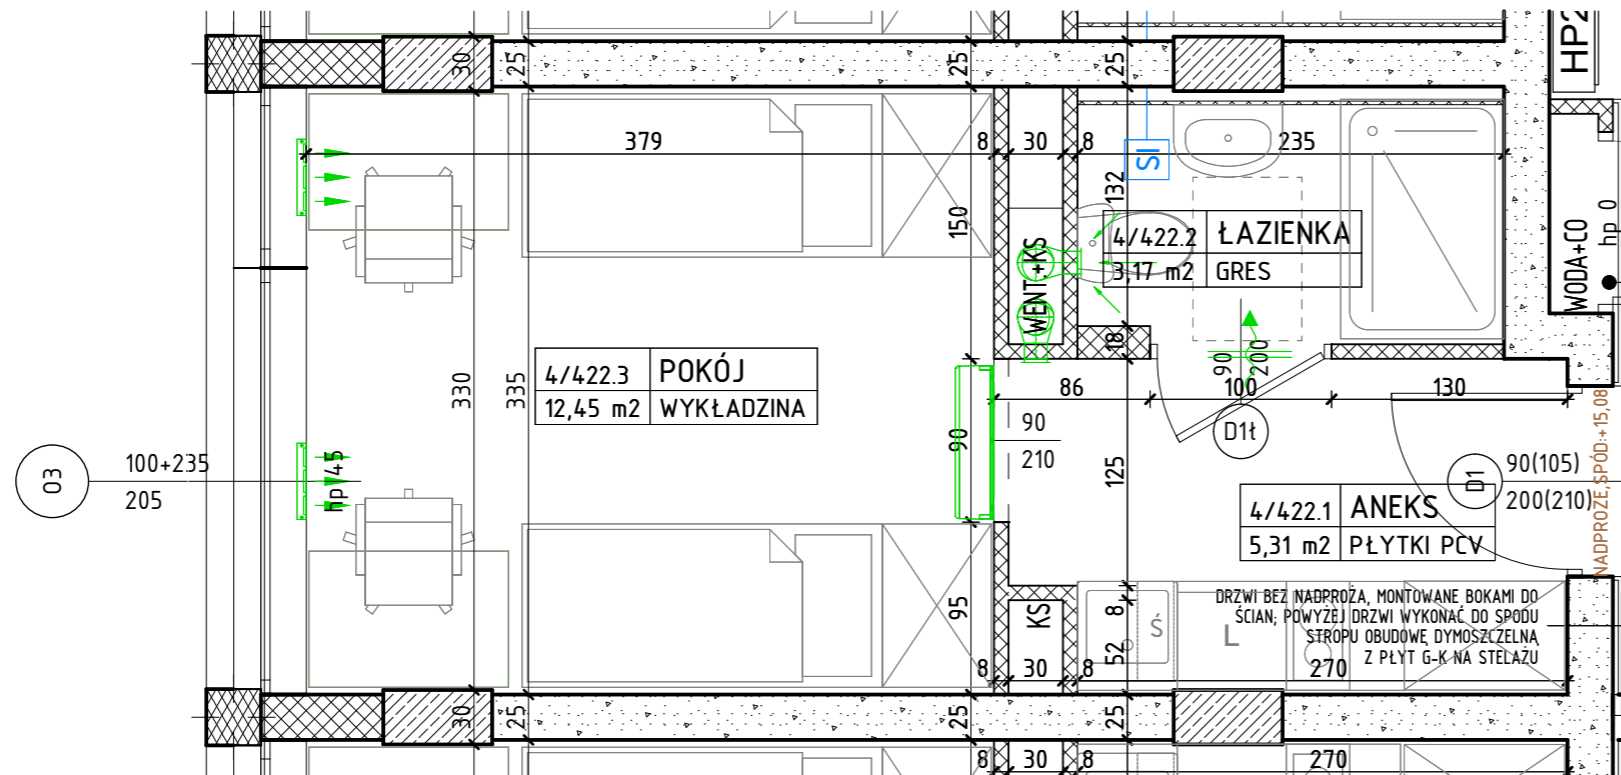 HP2
30
25
25
25
379
8
30
8
235
SI
132
150
WENT.+KS
4/422.2 ŁAZIENKA
3,17 m2 GRES
WODA+CO
hp 0
18
90
200
4/422.3 POKÓJ
12,45 m2 WYKŁADZINA
330
335
86
100
130
90
90
210
D1ł
125
O3
100+235
205
hp 45
D1
90(105)
200(210)
NADPROŻE,SPÓD:+15,08
4/422.1 ANEKS
5,31 m2 PŁYTKI PCV
95
KS
8
52
Ś
L
DRZWI BEZ NADPROŻA, MONTOWANE BOKAMI DO
ŚCIAN; POWYŻEJ DRZWI WYKONAĆ DO SPODU
STROPU OBUDOWĘ DYMOSZCZELNĄ
Z PŁYT G-K NA STELAŻU
8
30
8
270
30
25
25
25
8
30
8
270